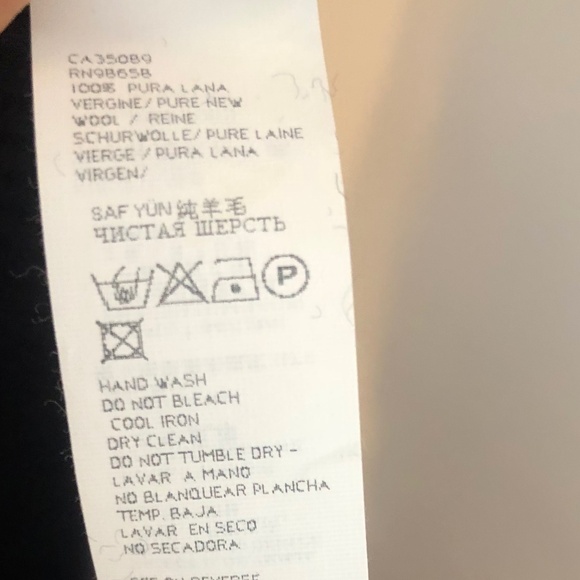 CA35089
RN98658
100% PURA LANA
VERGINE/ PURE NEW
WOOL / REINE
SCHURWOLLE/ PURE LAINE
VIERGE / PURA LANA
VIRGEN/
SAF YÜN 純羊毛
ЧИСТАЯ ШЕРСТЬ
P
HAND WASH
DO NOT BLEACH
COOL IRON
DRY CLEAN
DO NOT TUMBLE DRY -
LAVAR A MANO
NO BLANQUEAR PLANCHA
TEMP. BAJA
LAVAR EN SECO
NO SECADORA